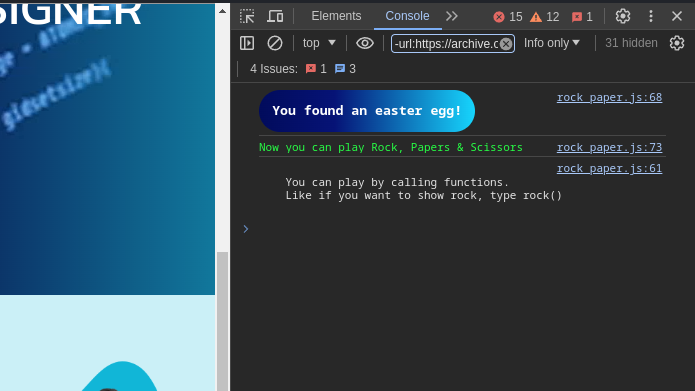 SIGNER
ge = atom
gidsetsize){
Elements Console 15 12 1
top -url:https://archive.c Info only 31 hidden
4 Issues: 1 3
You found an easter egg! rock paper.js:68
Now you can play Rock, Papers & Scissors rock paper.js:73
rock paper.js:61
You can play by calling functions.
Like if you want to show rock, type rock()